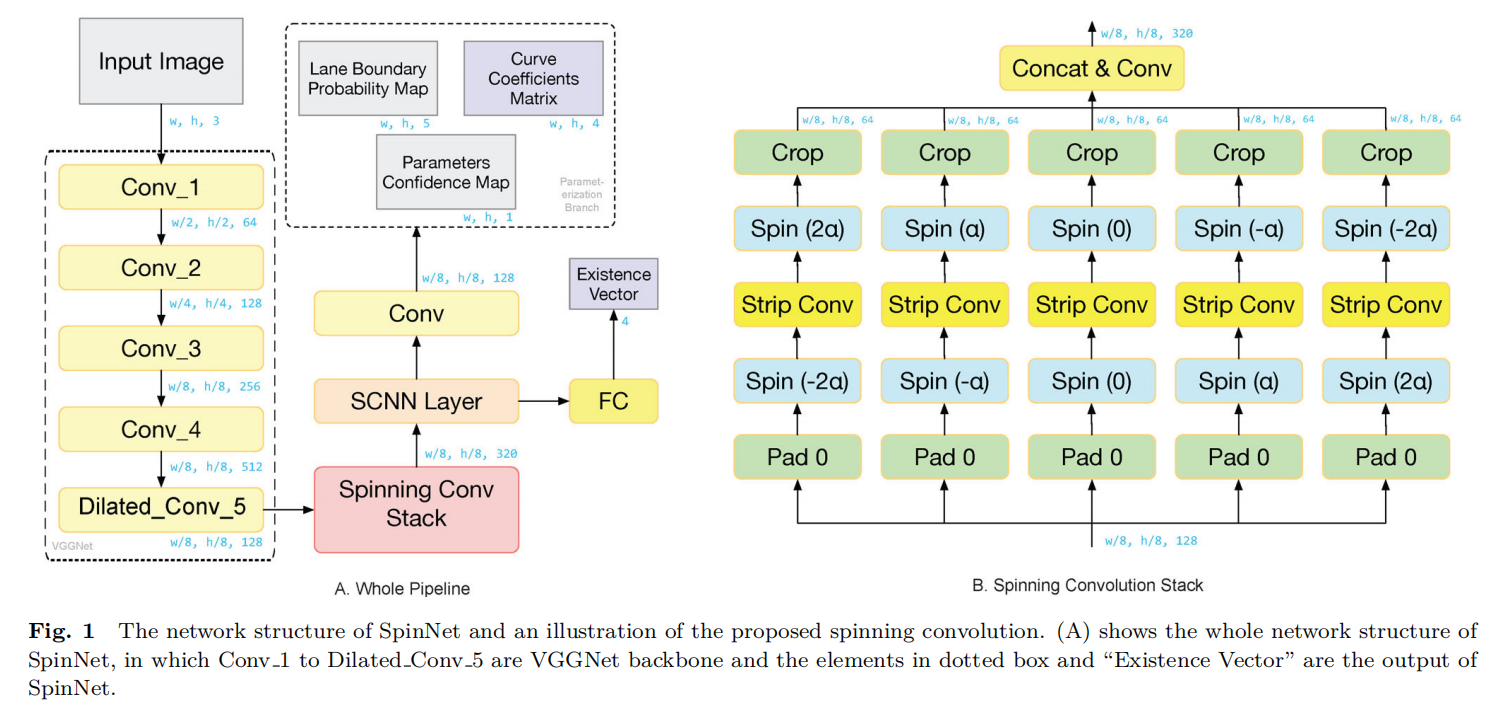 Input Image
w, h, 3
Conv_1
w/2, h/2, 64
Conv_2
w/4, h/4, 128
Conv_3
w/8, h/8, 256
Conv_4
w/8, h/8, 512
Dilated_Conv_5
VGGNet
w/8, h/8, 128
Lane Boundary
Probability Map
w, h, 5
Curve
Coefficients
Matrix
w, h, 4
Parameters
Confidence Map
w, h, 1
Paramet-
erization
Branch
w/8, h/8, 128
Conv
Existence
Vector
4
SCNN Layer
FC
w/8, h/8, 320
Spinning Conv
Stack
A. Whole Pipeline
w/8, h/8, 320
Concat & Conv
w/8, h/8, 64
w/8, h/8, 64
w/8, h/8, 64
w/8, h/8, 64
w/8, h/8, 64
Crop
Crop
Crop
Crop
Crop
Spin (2α)
Spin (α)
Spin (0)
Spin (-α)
Spin (-2α)
Strip Conv
Strip Conv
Strip Conv
Strip Conv
Strip Conv
Spin (-2α)
Spin (-α)
Spin (0)
Spin (α)
Spin (2α)
Pad 0
Pad 0
Pad 0
Pad 0
Pad 0
w/8, h/8, 128
B. Spinning Convolution Stack
Fig. 1 The network structure of SpinNet and an illustration of the proposed spinning convolution. (A) shows the whole network structure of
SpinNet, in which Conv_1 to Dilated_Conv_5 are VGGNet backbone and the elements in dotted box and “Existence Vector” are the output of
SpinNet.